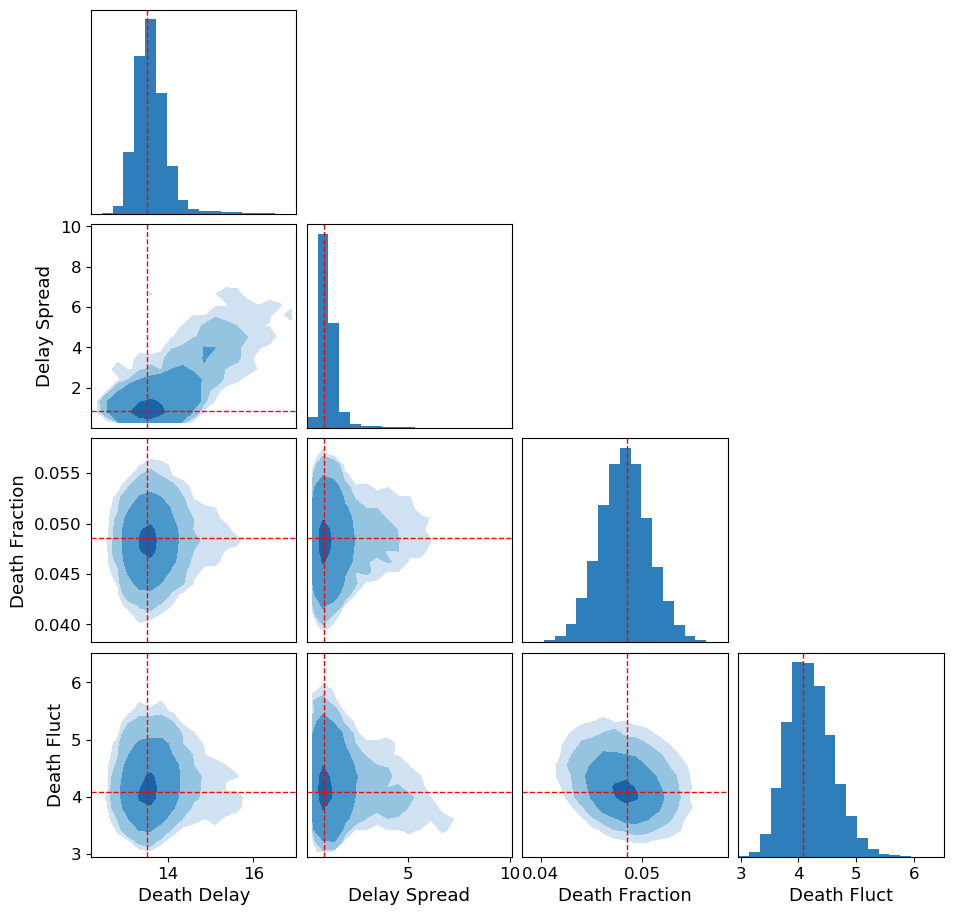 10
8
6
4
2
Delay Spread
0.055
0.050
0.045
0.040
Death Fraction
6
5
4
3
Death Fluct
14 16
5 10
0.04 0.05
3 4 5 6
Death Delay
Delay Spread
Death Fraction
Death Fluct